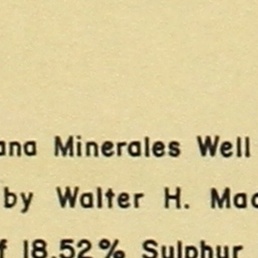 ana Minerales Well
by Walter H. Mac
f 18.52% Sulphur